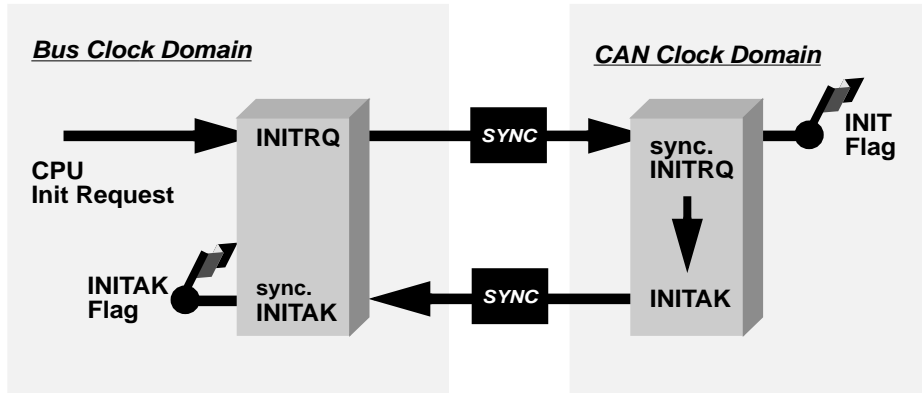 Bus Clock Domain
CAN Clock Domain
CPU
Init Request
INITRQ
SYNC
sync.
INITRQ
INIT
Flag
INITAK
Flag
sync.
INITAK
SYNC
INITAK